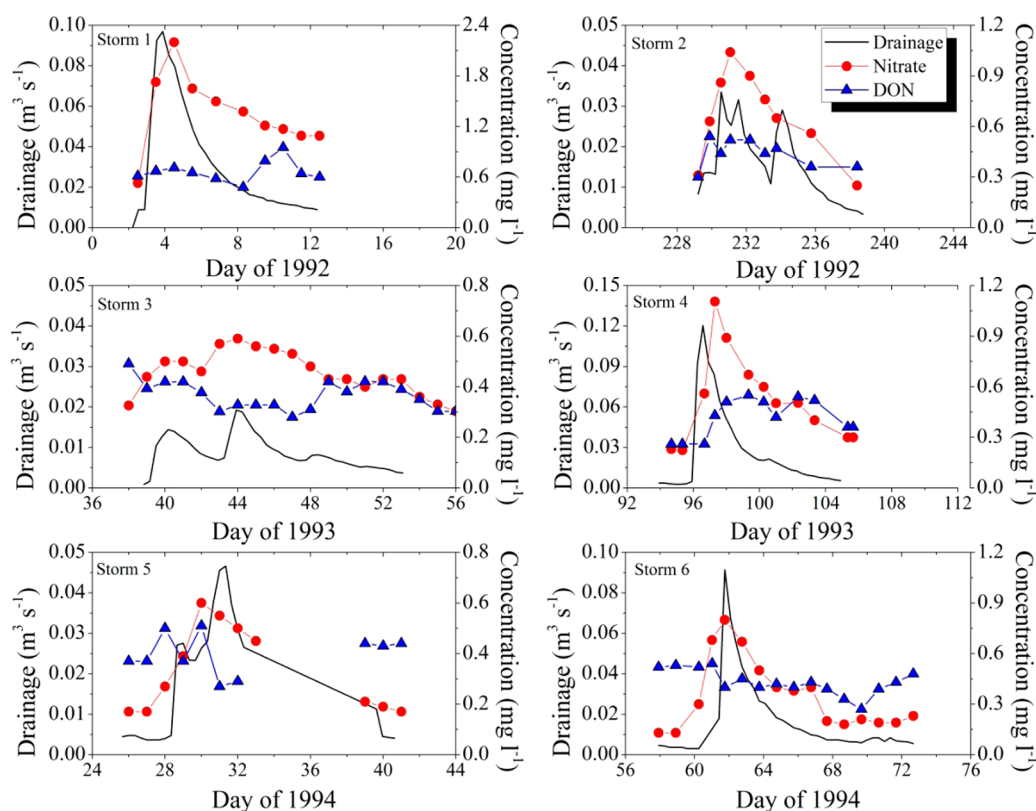 Storm 1
0.10
0.08
0.06
0.04
0.02
0.00
Drainage (m³ s⁻¹)
2.4
1.8
1.2
0.6
0.0
Concentration (mg l⁻¹)
0 4 8 12 16 20
Day of 1992
Storm 2
Drainage
Nitrate
DON
0.05
0.04
0.03
0.02
0.01
0.00
Drainage (m³ s⁻¹)
1.2
0.9
0.6
0.3
0.0
Concentration (mg l⁻¹)
228 232 236 240 244
Day of 1992
Storm 3
0.05
0.04
0.03
0.02
0.01
0.00
Drainage (m³ s⁻¹)
0.8
0.6
0.4
0.2
0.0
Concentration (mg l⁻¹)
36 40 44 48 52 56
Day of 1993
Storm 4
0.15
0.12
0.09
0.06
0.03
0.00
Drainage (m³ s⁻¹)
1.2
0.9
0.6
0.3
0.0
Concentration (mg l⁻¹)
92 96 100 104 108 112
Day of 1993
Storm 5
0.05
0.04
0.03
0.02
0.01
0.00
Drainage (m³ s⁻¹)
0.8
0.6
0.4
0.2
0.0
Concentration (mg l⁻¹)
24 28 32 36 40 44
Day of 1994
Storm 6
0.10
0.08
0.06
0.04
0.02
0.00
Drainage (m³ s⁻¹)
1.2
0.9
0.6
0.3
0.0
Concentration (mg l⁻¹)
56 60 64 68 72 76
Day of 1994